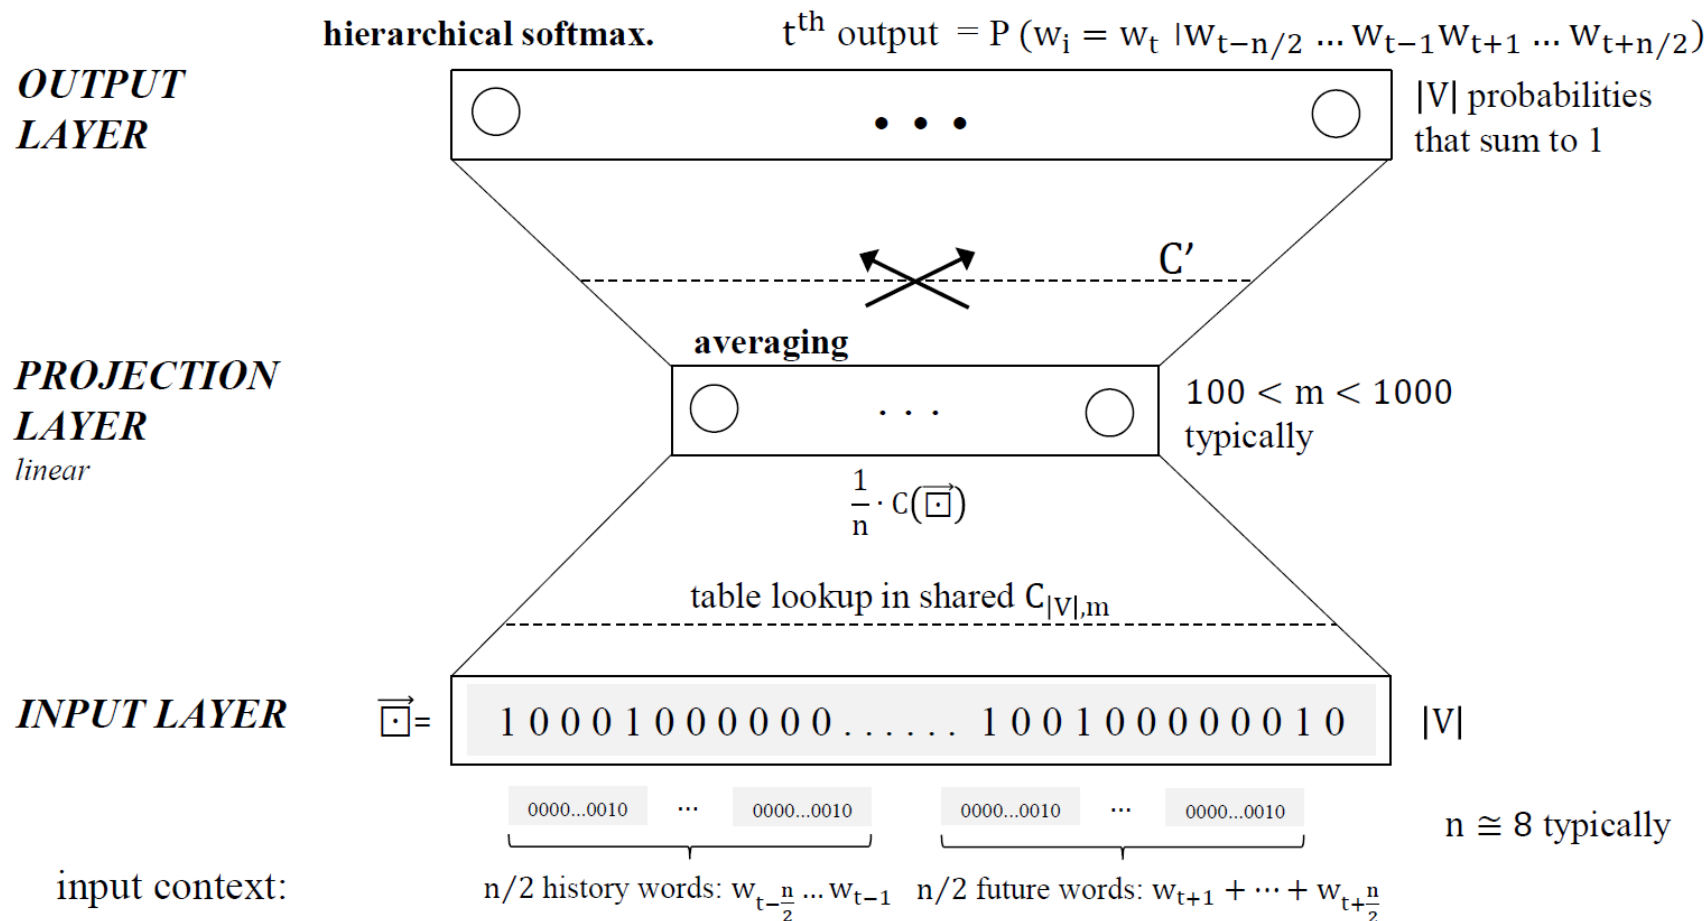 hierarchical softmax. tᵗʰ output = P (wᵢ = wₜ |wₜ₋ₙ/₂ … wₜ₋₁wₜ₊₁ … wₜ₊ₙ/₂)
OUTPUT
LAYER
|V| probabilities
that sum to 1
• • •
C’
averaging
PROJECTION
LAYER
linear
. . .
100 < m < 1000
typically
1/n · C(⊡⃗)
table lookup in shared C|V|,m
INPUT LAYER ⊡⃗= 1 0 0 0 1 0 0 0 0 0 0 . . . . . . 1 0 0 1 0 0 0 0 0 0 1 0 |V|
0000...0010 ... 0000...0010 0000...0010 ... 0000...0010
n ≅ 8 typically
input context: n/2 history words: w_{t−n/2} … wₜ₋₁ n/2 future words: wₜ₊₁ + ⋯ + w_{t+n/2}